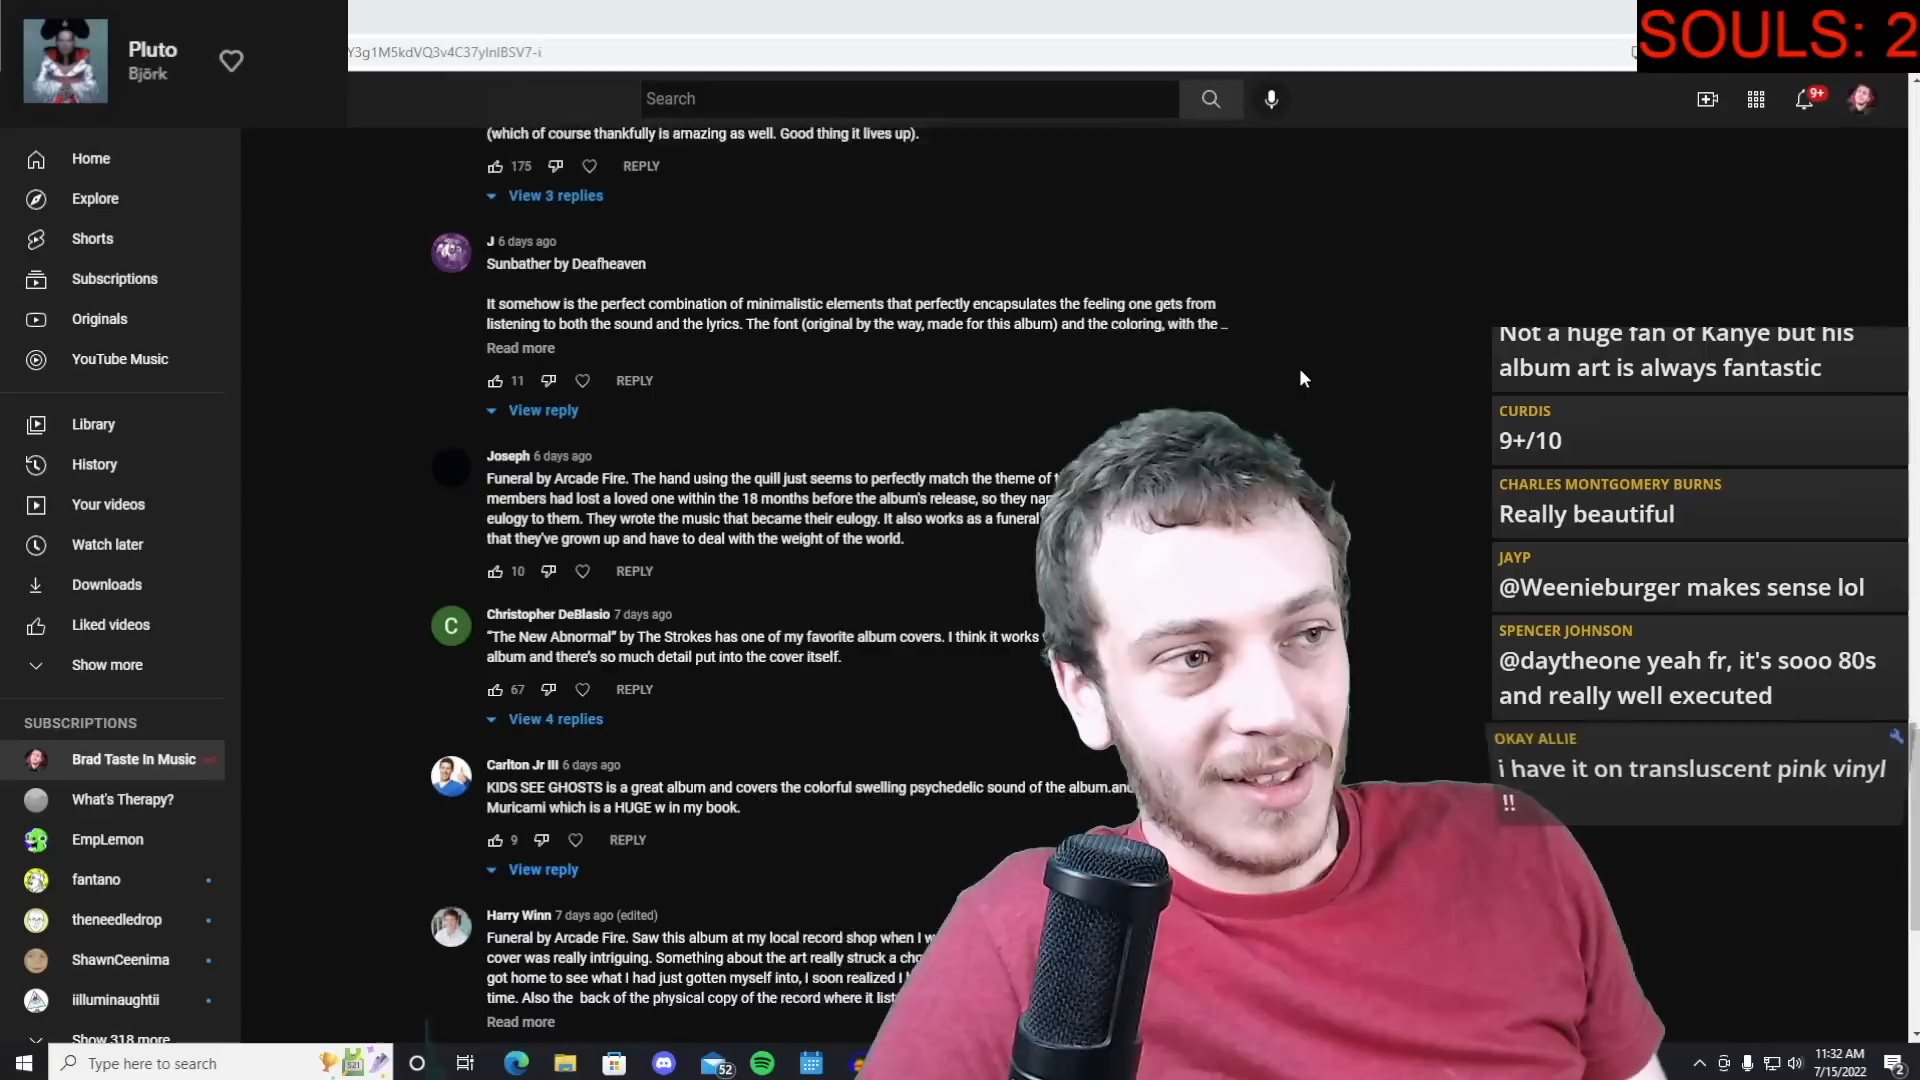 Pluto
Björk
Y3g1M5kdVQ3v4C37ylnlBSV7-i
SOULS: 2
Search
9+
Home
Explore
Shorts
Subscriptions
Originals
YouTube Music
Library
History
Your videos
Watch later
Downloads
Liked videos
Show more
SUBSCRIPTIONS
Brad Taste In Music
What's Therapy?
EmpLemon
fantano
theneedledrop
ShawnCeenima
iilluminaughtii
Show 318 more
(which of course thankfully is amazing as well. Good thing it lives up).
175 REPLY
View 3 replies
J 6 days ago
Sunbather by Deafheaven
It somehow is the perfect combination of minimalistic elements that perfectly encapsulates the feeling one gets from
listening to both the sound and the lyrics. The font (original by the way, made for this album) and the coloring, with the ...
Read more
11 REPLY
View reply
Joseph 6 days ago
Funeral by Arcade Fire. The hand using the quill just seems to perfectly match the theme of
members had lost a loved one within the 18 months before the album's release, so they
eulogy to them. They wrote the music that became their eulogy. It also works as a funeral
that they've grown up and have to deal with the weight of the world.
10 REPLY
Christopher DeBlasio 7 days ago
C
“The New Abnormal” by The Strokes has one of my favorite album covers. I think it works
album and there's so much detail put into the cover itself.
67 REPLY
View 4 replies
Carlton Jr III 6 days ago
KIDS SEE GHOSTS is a great album and covers the colorful swelling psychedelic sound of the album.and
Muricami which is a HUGE w in my book.
9 REPLY
View reply
Harry Winn 7 days ago (edited)
Funeral by Arcade Fire. Saw this album at my local record shop when I
cover was really intriguing. Something about the art really struck a
got home to see what I had just gotten myself into, I soon realized I
time. Also the back of the physical copy of the record where it
Read more
Not a huge fan of Kanye but his
album art is always fantastic
CURDIS
9+/10
CHARLES MONTGOMERY BURNS
Really beautiful
JAYP
@Weenieburger makes sense lol
SPENCER JOHNSON
@daytheone yeah fr, it's sooo 80s
and really well executed
OKAY ALLIE
i have it on transluscent pink vinyl
!!
Type here to search
521
52
11:32 AM
7/15/2022
2